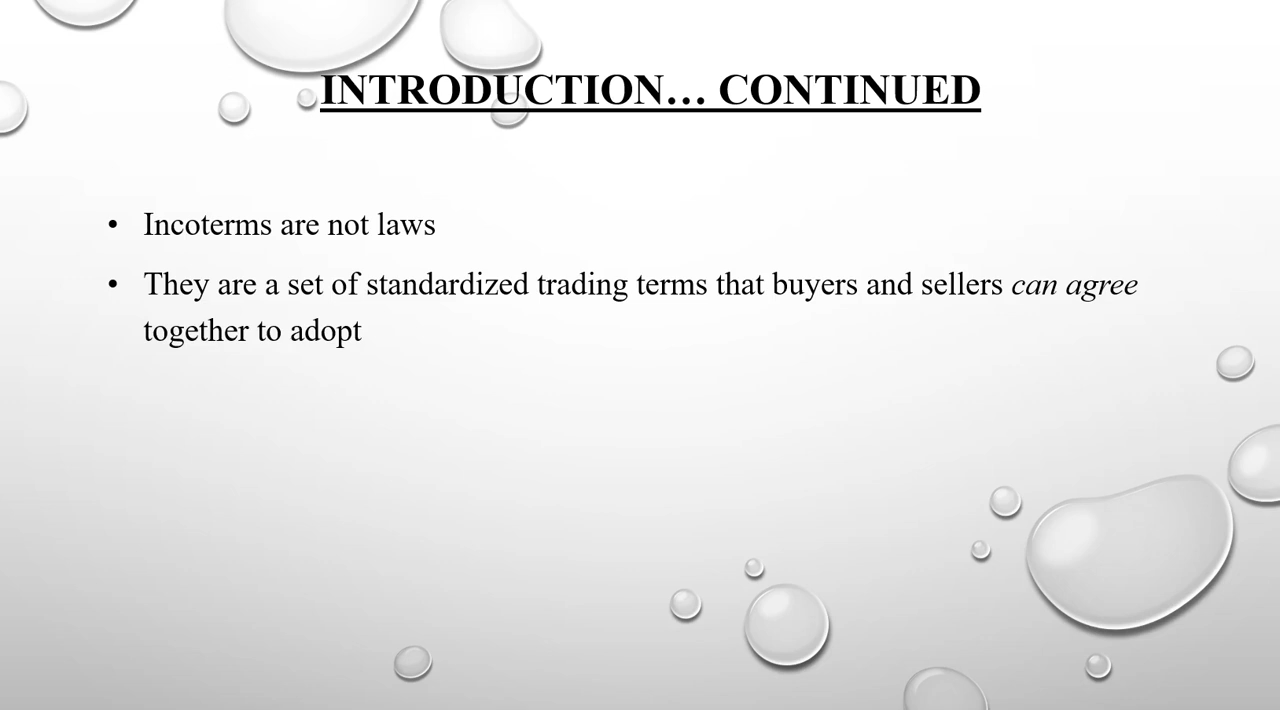 INTRODUCTION… CONTINUED
• Incoterms are not laws
• They are a set of standardized trading terms that buyers and sellers can agree
together to adopt